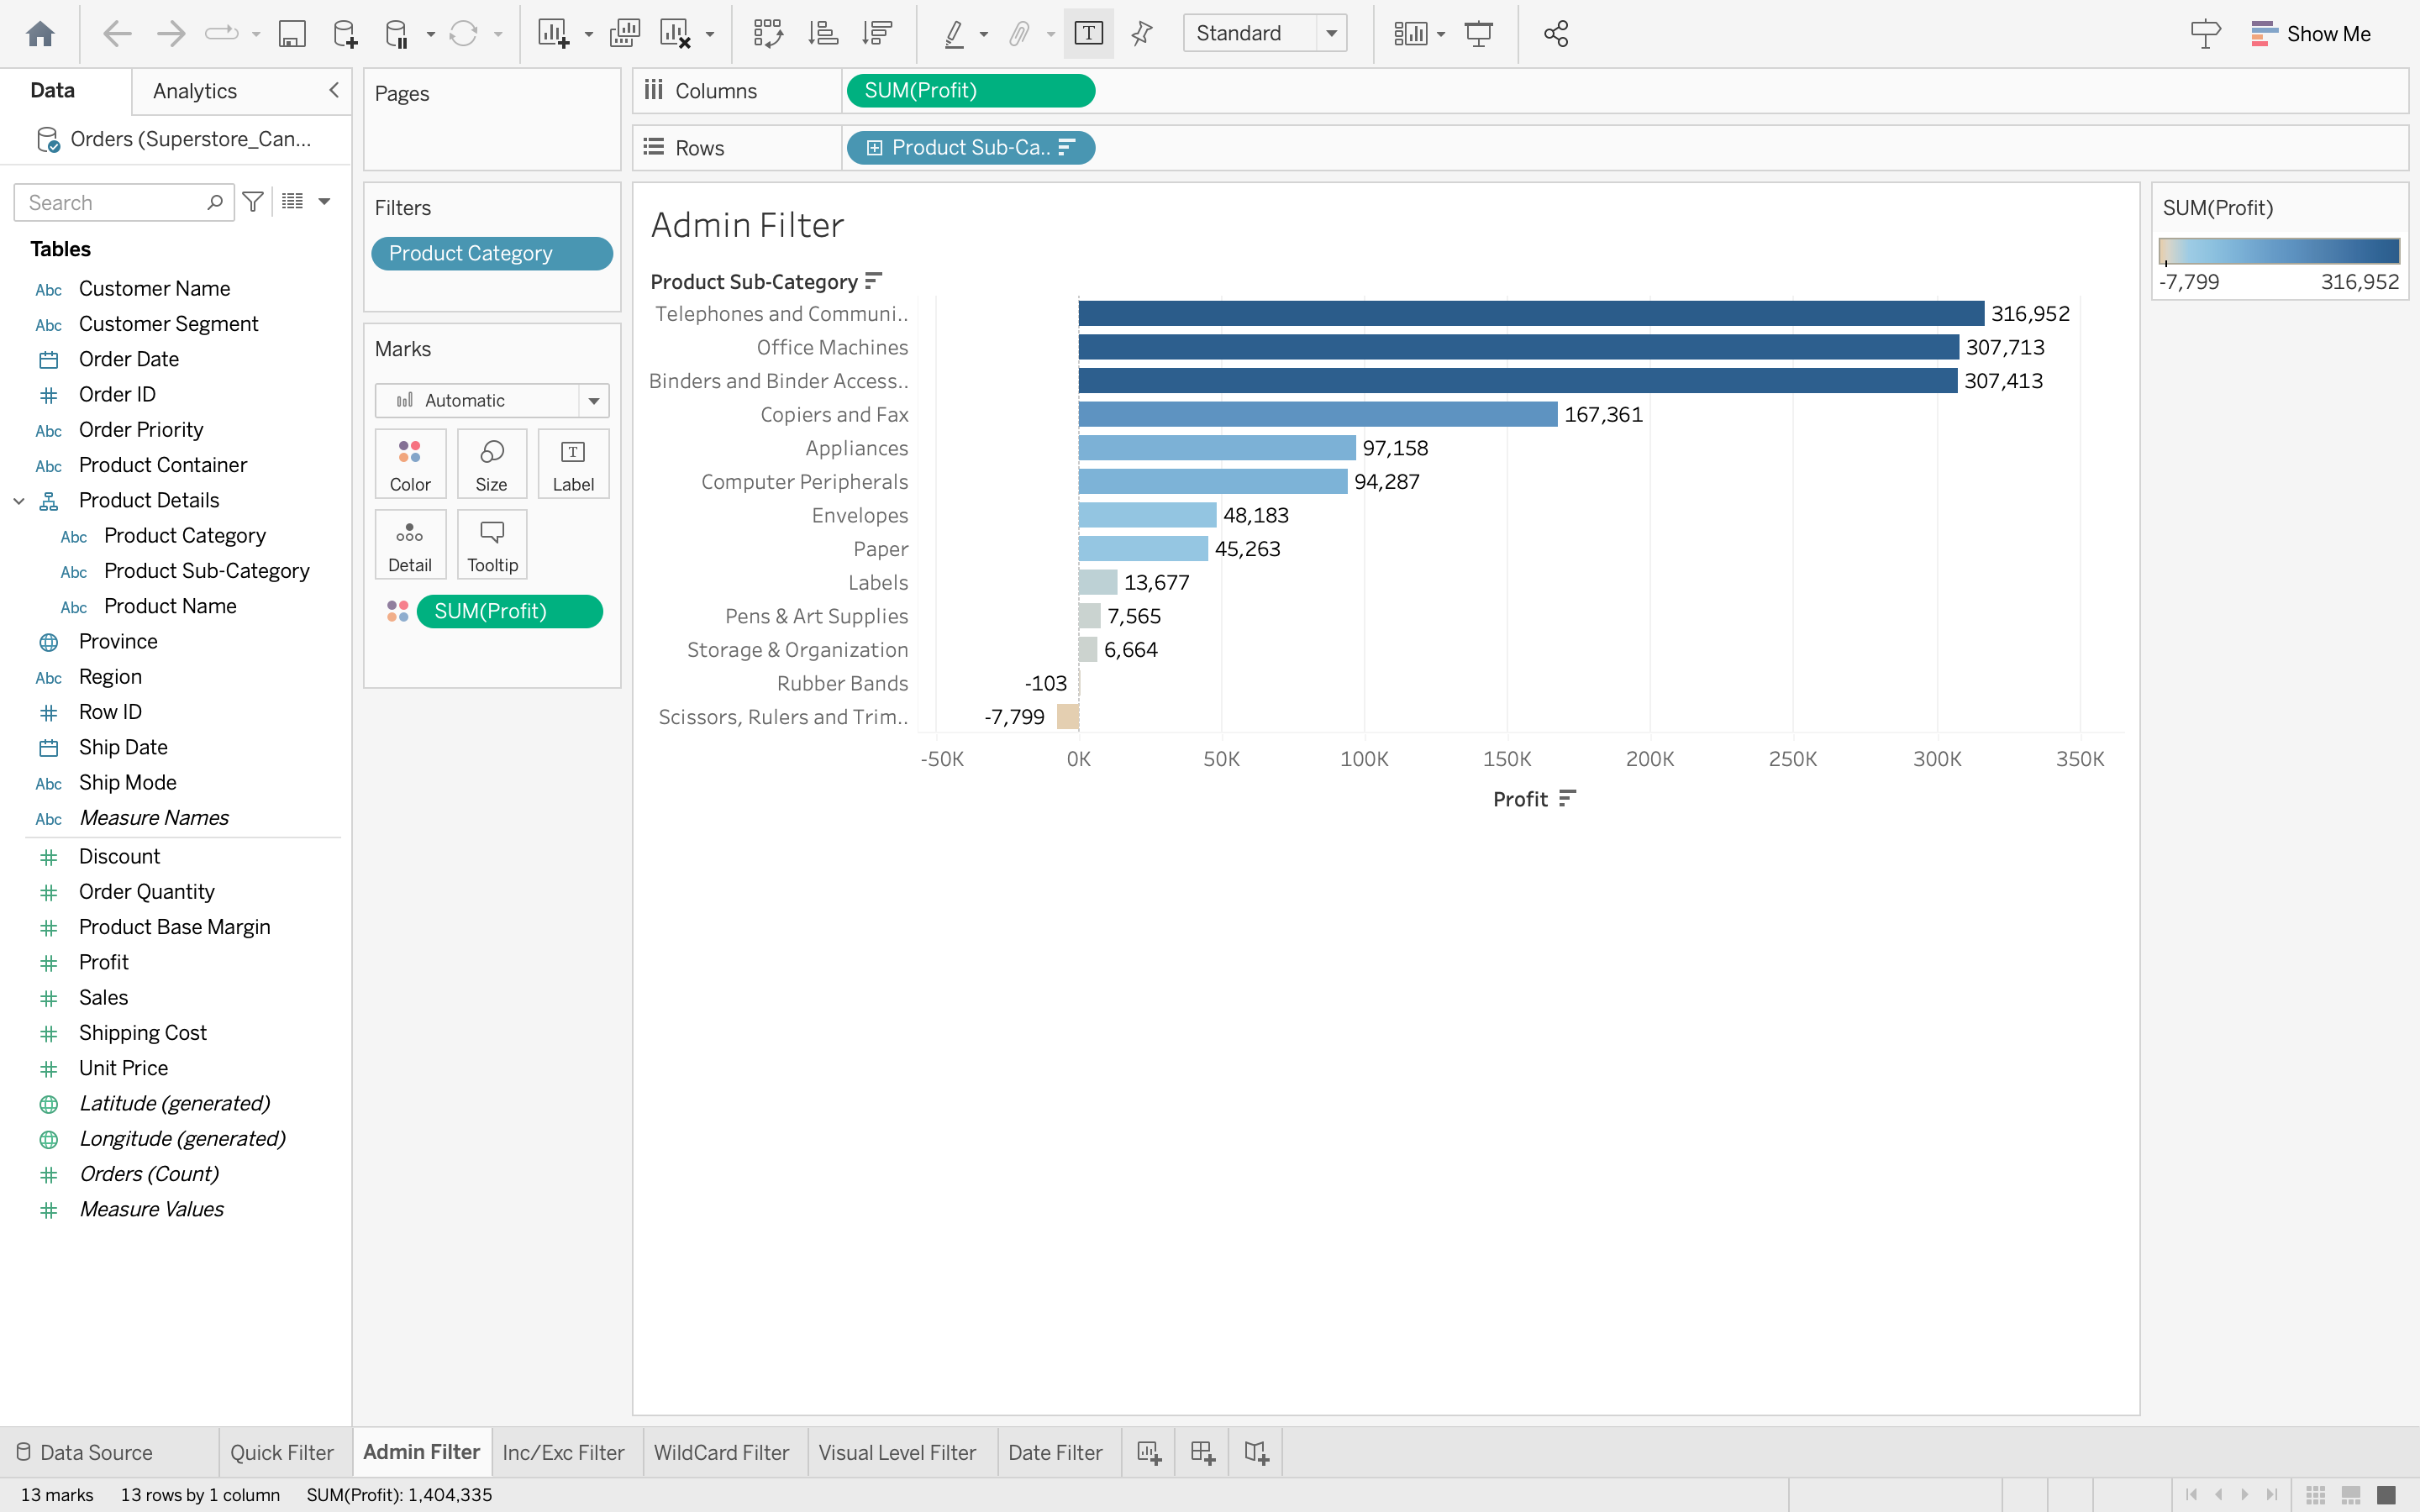 Standard
Show Me
Data
Analytics
Orders (Superstore_Can...
Search
Tables
Abc Customer Name
Abc Customer Segment
Order Date
Order ID
Abc Order Priority
Abc Product Container
Product Details
Abc Product Category
Abc Product Sub-Category
Abc Product Name
Province
Abc Region
Row ID
Ship Date
Abc Ship Mode
Abc Measure Names
Discount
Order Quantity
Product Base Margin
Profit
Sales
Shipping Cost
Unit Price
Latitude (generated)
Longitude (generated)
Orders (Count)
Measure Values
Pages
Filters
Product Category
Marks
Automatic
Color
Size
Label
Detail
Tooltip
SUM(Profit)
Columns
SUM(Profit)
Rows
Product Sub-Ca..
Admin Filter
Product Sub-Category
Telephones and Communi.. 316,952
Office Machines 307,713
Binders and Binder Access.. 307,413
Copiers and Fax 167,361
Appliances 97,158
Computer Peripherals 94,287
Envelopes 48,183
Paper 45,263
Labels 13,677
Pens & Art Supplies 7,565
Storage & Organization 6,664
Rubber Bands -103
Scissors, Rulers and Trim.. -7,799
-50K 0K 50K 100K 150K 200K 250K 300K 350K
Profit
SUM(Profit)
-7,799 316,952
Data Source
Quick Filter
Admin Filter
Inc/Exc Filter
WildCard Filter
Visual Level Filter
Date Filter
13 marks 13 rows by 1 column SUM(Profit): 1,404,335